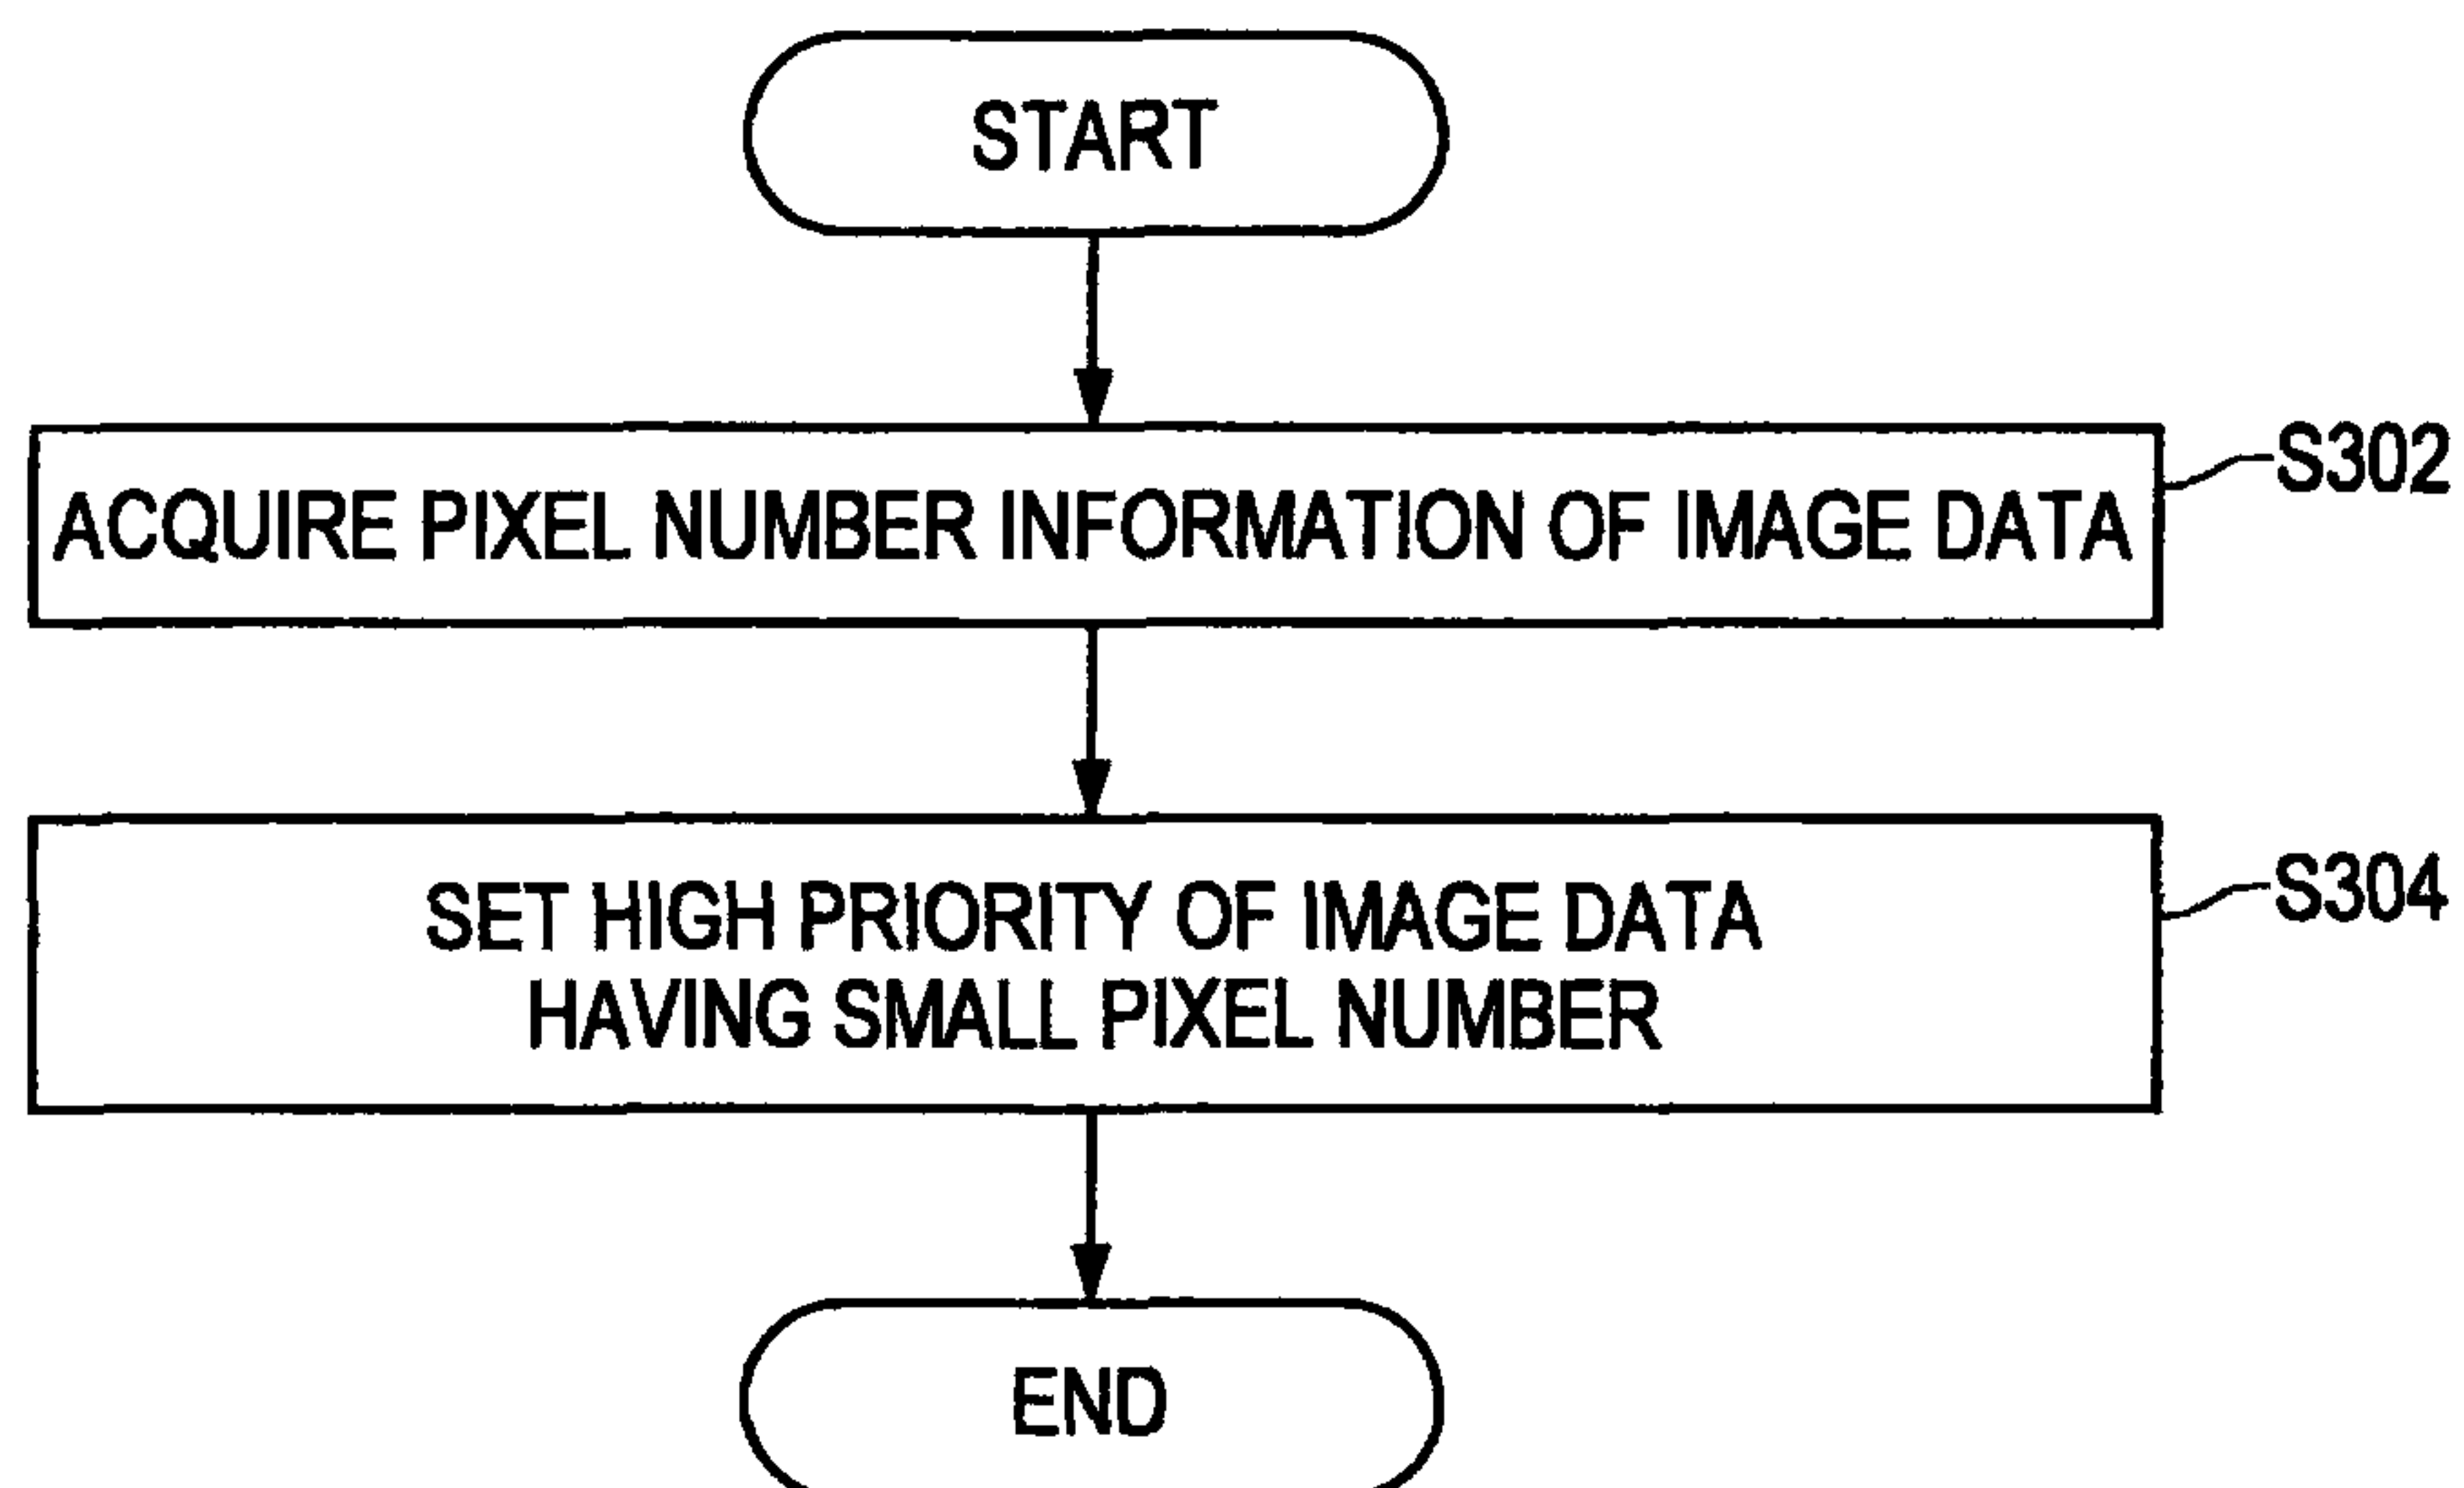 START
S302
ACQUIRE PIXEL NUMBER INFORMATION OF IMAGE DATA
S304
SET HIGH PRIORITY OF IMAGE DATA
HAVING SMALL PIXEL NUMBER
END